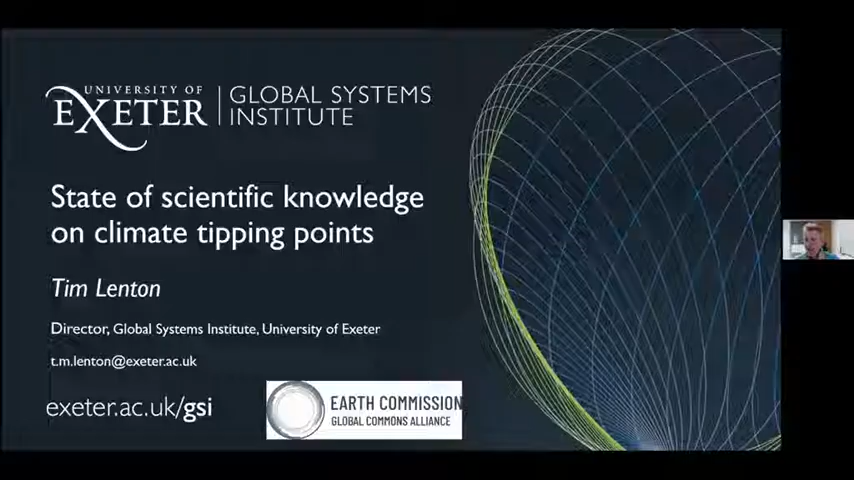 UNIVERSITY OF
EXETER
GLOBAL SYSTEMS
INSTITUTE
State of scientific knowledge
on climate tipping points
Tim Lenton
Director, Global Systems Institute, University of Exeter
t.m.lenton@exeter.ac.uk
exeter.ac.uk/gsi
EARTH COMMISSION
GLOBAL COMMONS ALLIANCE